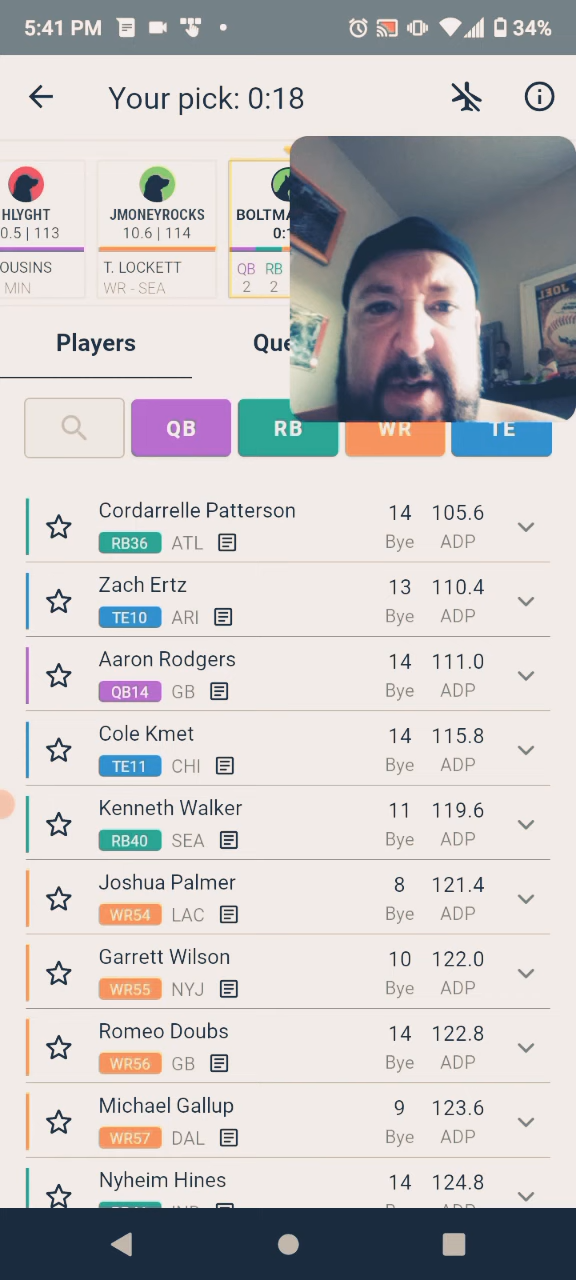 5:41 PM
34%
Your pick: 0:18
HLYGHT
JMONEYROCKS
BOLTMA
0.5 | 113
10.6 | 114
0:1
OUSINS
T. LOCKETT
QB RB
MIN
WR - SEA
2 2
Players
Que
QB
RB
WR
TE
Cordarrelle Patterson 14 105.6
RB36 ATL Bye ADP
Zach Ertz 13 110.4
TE10 ARI Bye ADP
Aaron Rodgers 14 111.0
QB14 GB Bye ADP
Cole Kmet 14 115.8
TE11 CHI Bye ADP
Kenneth Walker 11 119.6
RB40 SEA Bye ADP
Joshua Palmer 8 121.4
WR54 LAC Bye ADP
Garrett Wilson 10 122.0
WR55 NYJ Bye ADP
Romeo Doubs 14 122.8
WR56 GB Bye ADP
Michael Gallup 9 123.6
WR57 DAL Bye ADP
Nyheim Hines 14 124.8